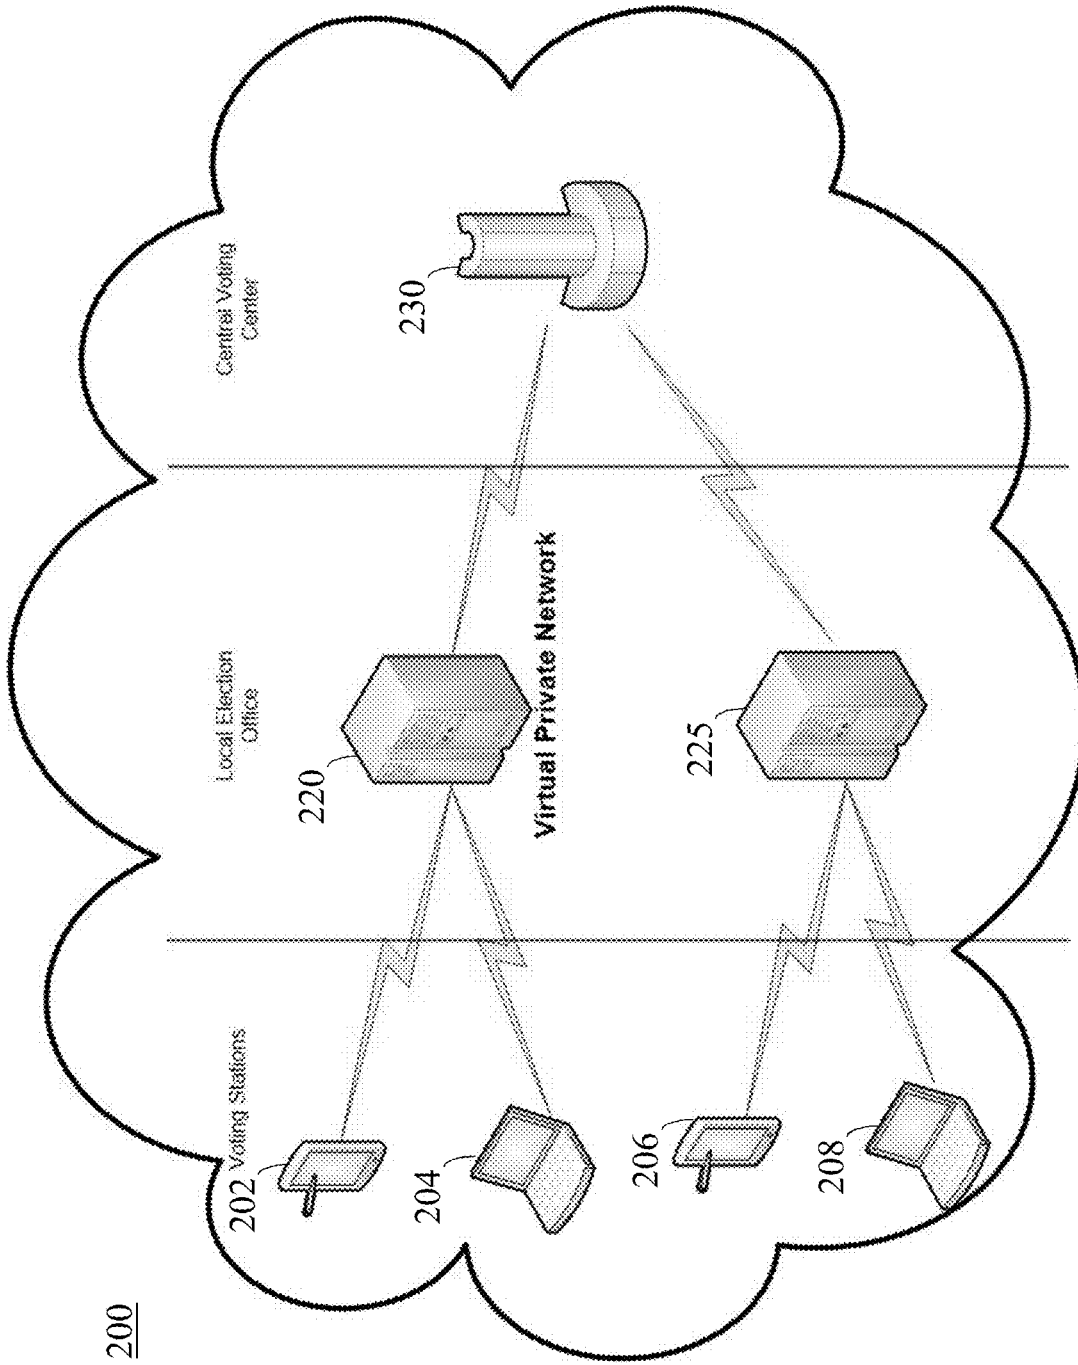 200
Voting Stations
Local Election
Office
Central Voting
Center
202
204
206
208
220
Virtual Private Network
225
230